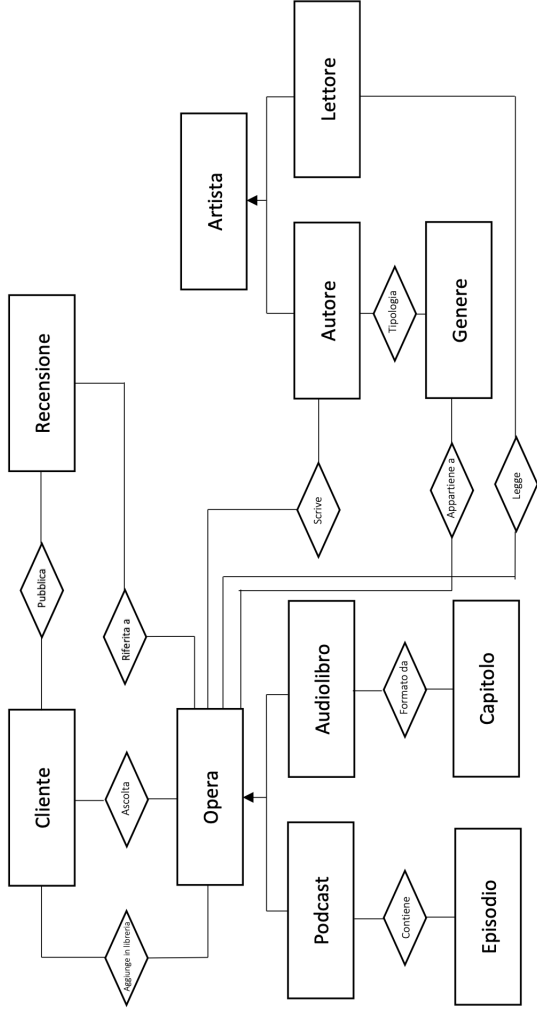 Cliente
Pubblica
Recensione
Aggiunge in libreria
Ascolta
Riferita a
Opera
Artista
Scrive
Autore
Lettore
Podcast
Audiolibro
Tipologia
Contiene
Formato da
Appartiene a
Genere
Episodio
Capitolo
Legge